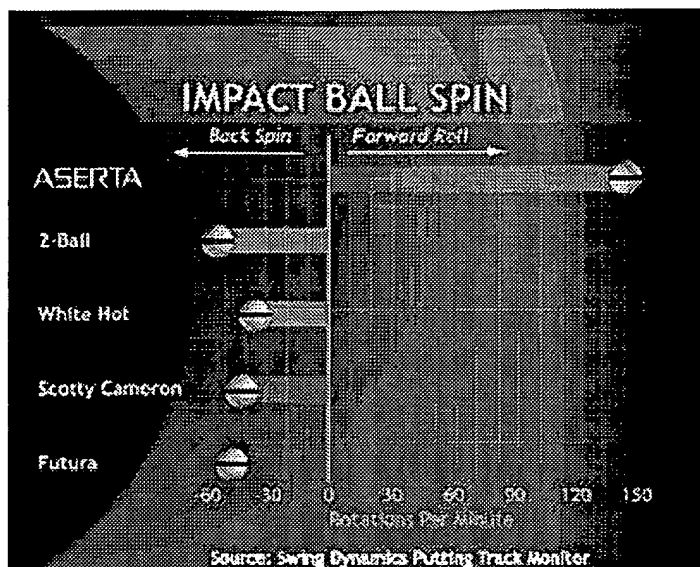 IMPACT BALL SPIN
Back Spin Forward Roll
ASERTA
2-Ball
White Hot
Scotty Cameron
Futura
-60 -30 0 30 60 90 120 150
Rotations Per Minute
Source: Swing Dynamics Putting Track Monitor